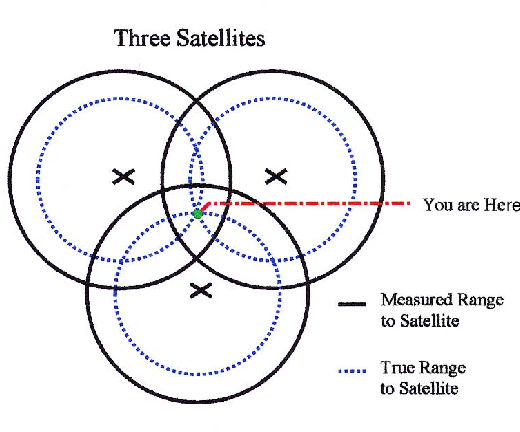 Three Satellites
You are Here
Measured Range
to Satellite
True Range
to Satellite